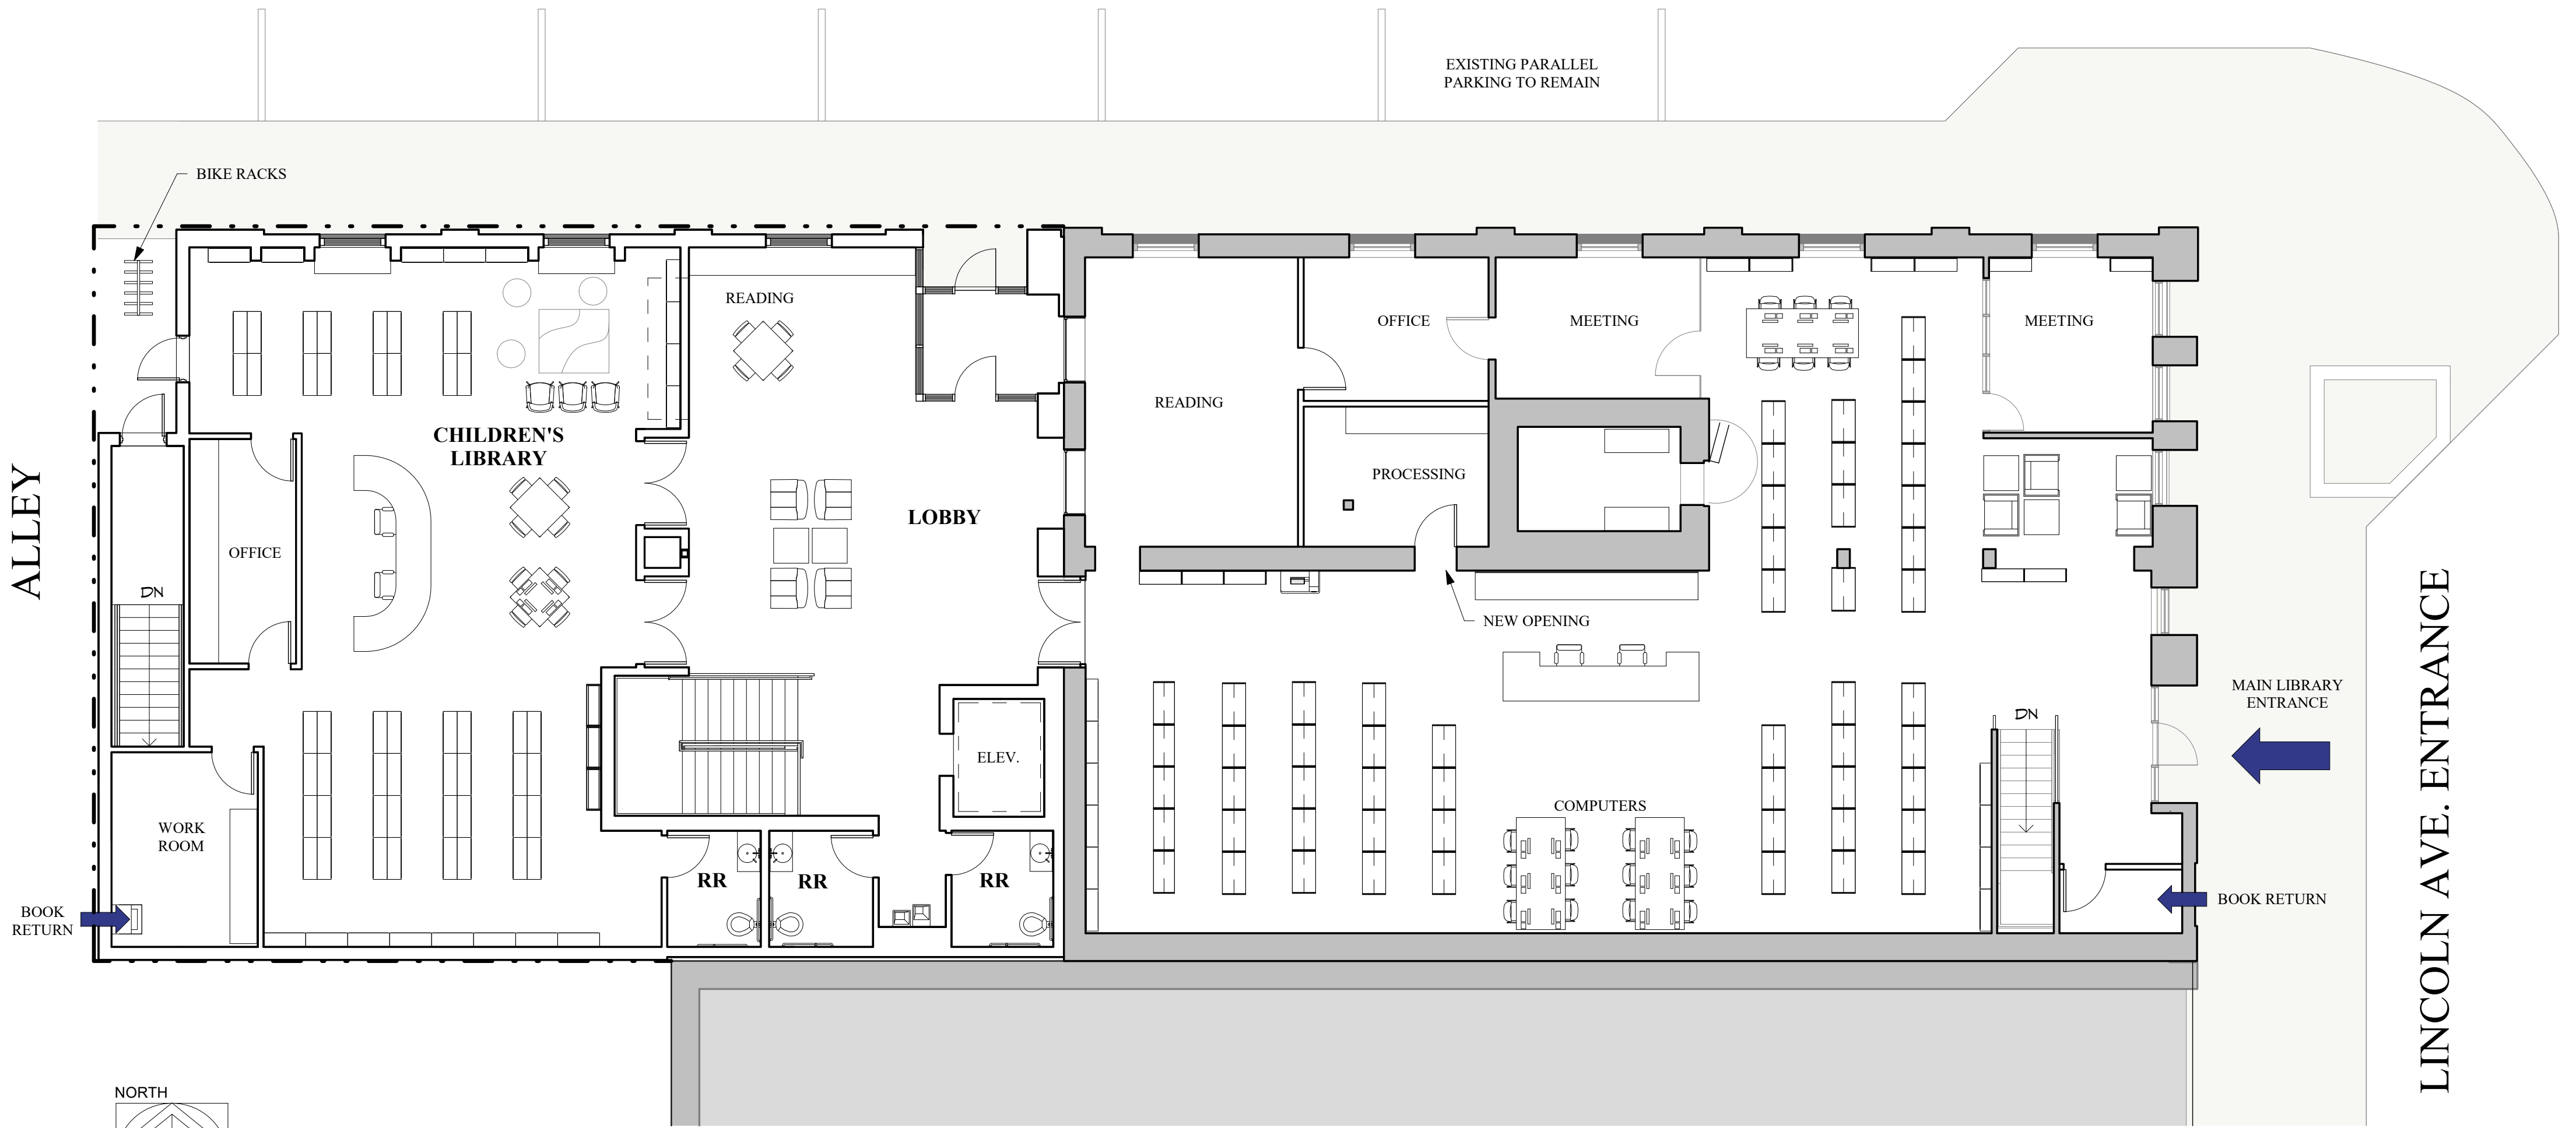 EXISTING PARALLEL
PARKING TO REMAIN
BIKE RACKS
READING
OFFICE
MEETING
MEETING
READING
CHILDREN'S
LIBRARY
PROCESSING
LOBBY
OFFICE
ALLEY
DN
NEW OPENING
LINCOLN AVE. ENTRANCE
MAIN LIBRARY
ENTRANCE
DN
ELEV.
COMPUTERS
WORK
ROOM
RR
RR
RR
BOOK
RETURN
BOOK RETURN
NORTH